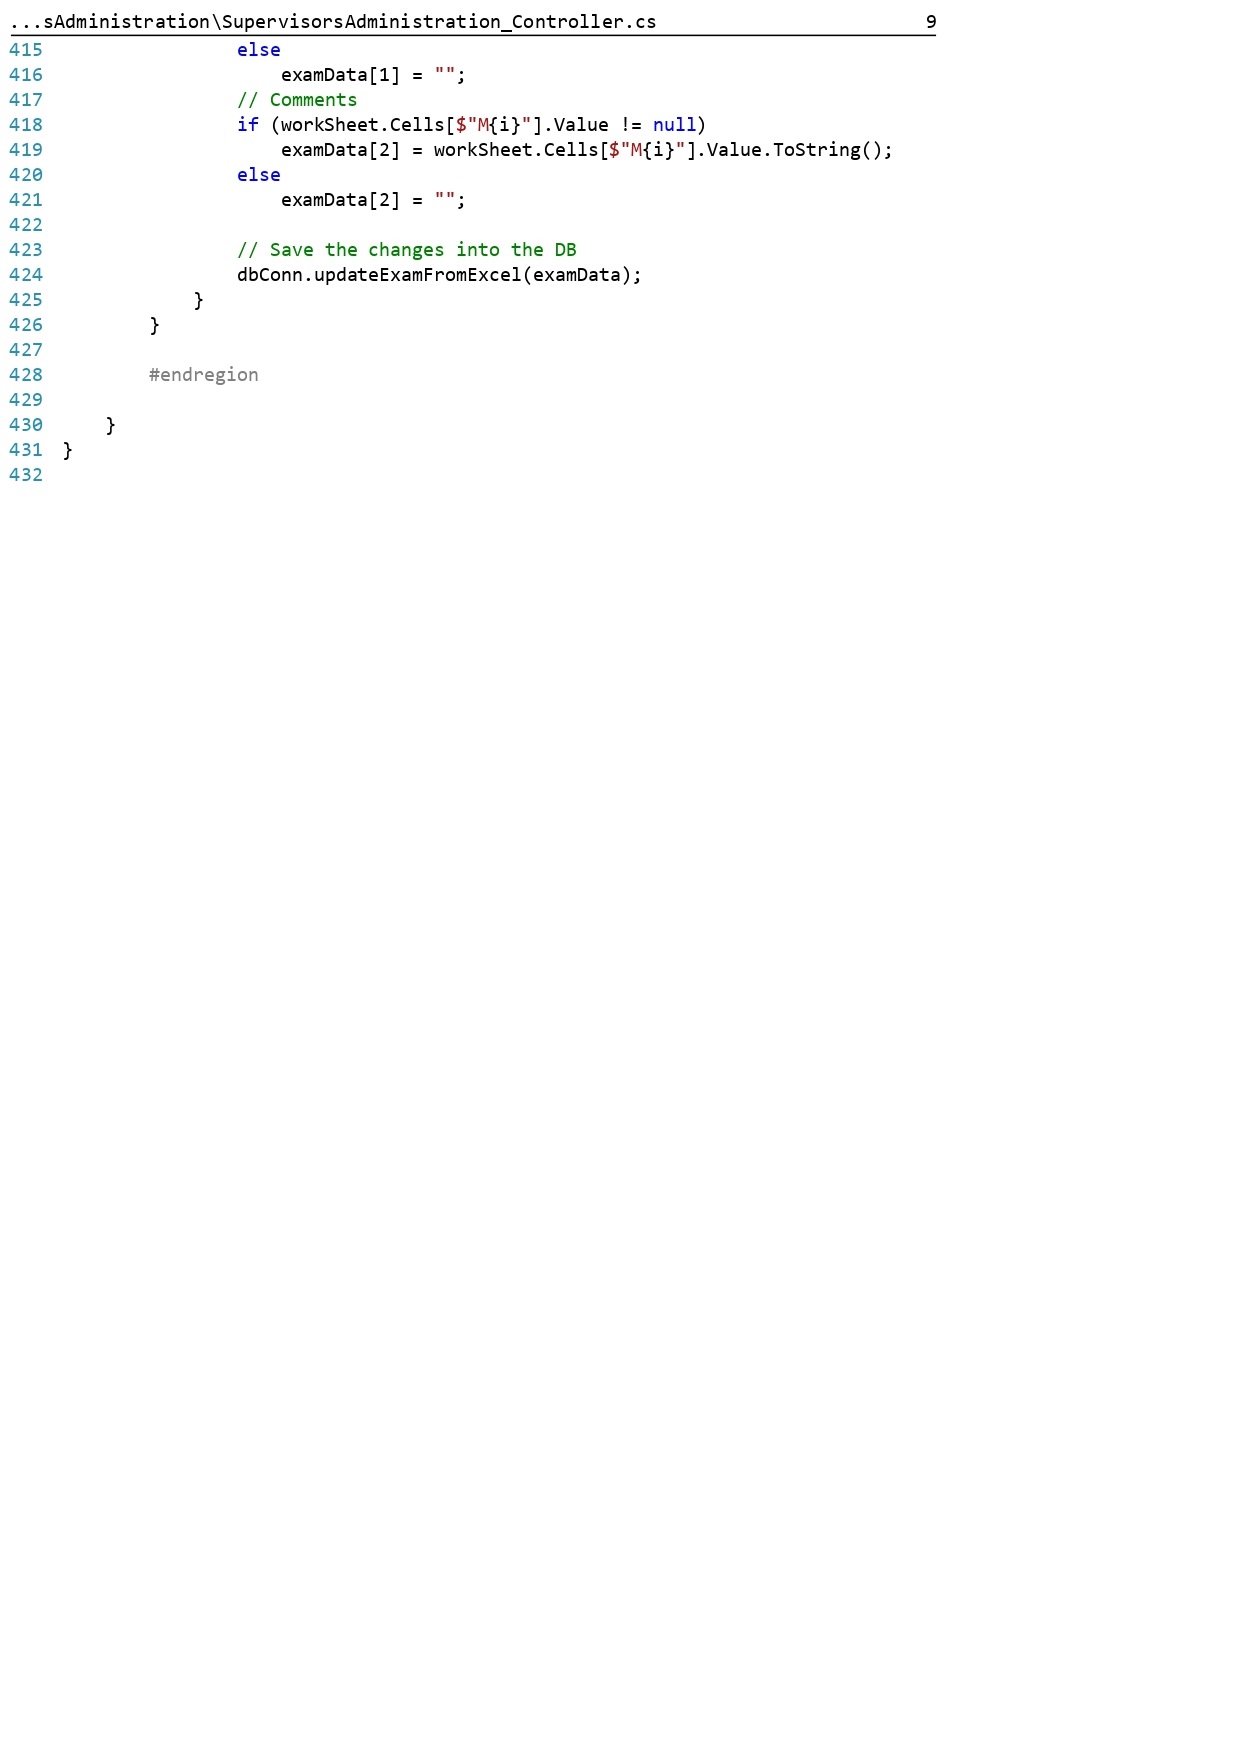 ...sAdministration\SupervisorsAdministration_Controller.cs 9
415                 else
416                     examData[1] = "";
417                 // Comments
418                 if (workSheet.Cells[$"M{i}"].Value != null)
419                     examData[2] = workSheet.Cells[$"M{i}"].Value.ToString();
420                 else
421                     examData[2] = "";
422
423                 // Save the changes into the DB
424                 dbConn.updateExamFromExcel(examData);
425             }
426         }
427
428         #endregion
429
430     }
431 }
432